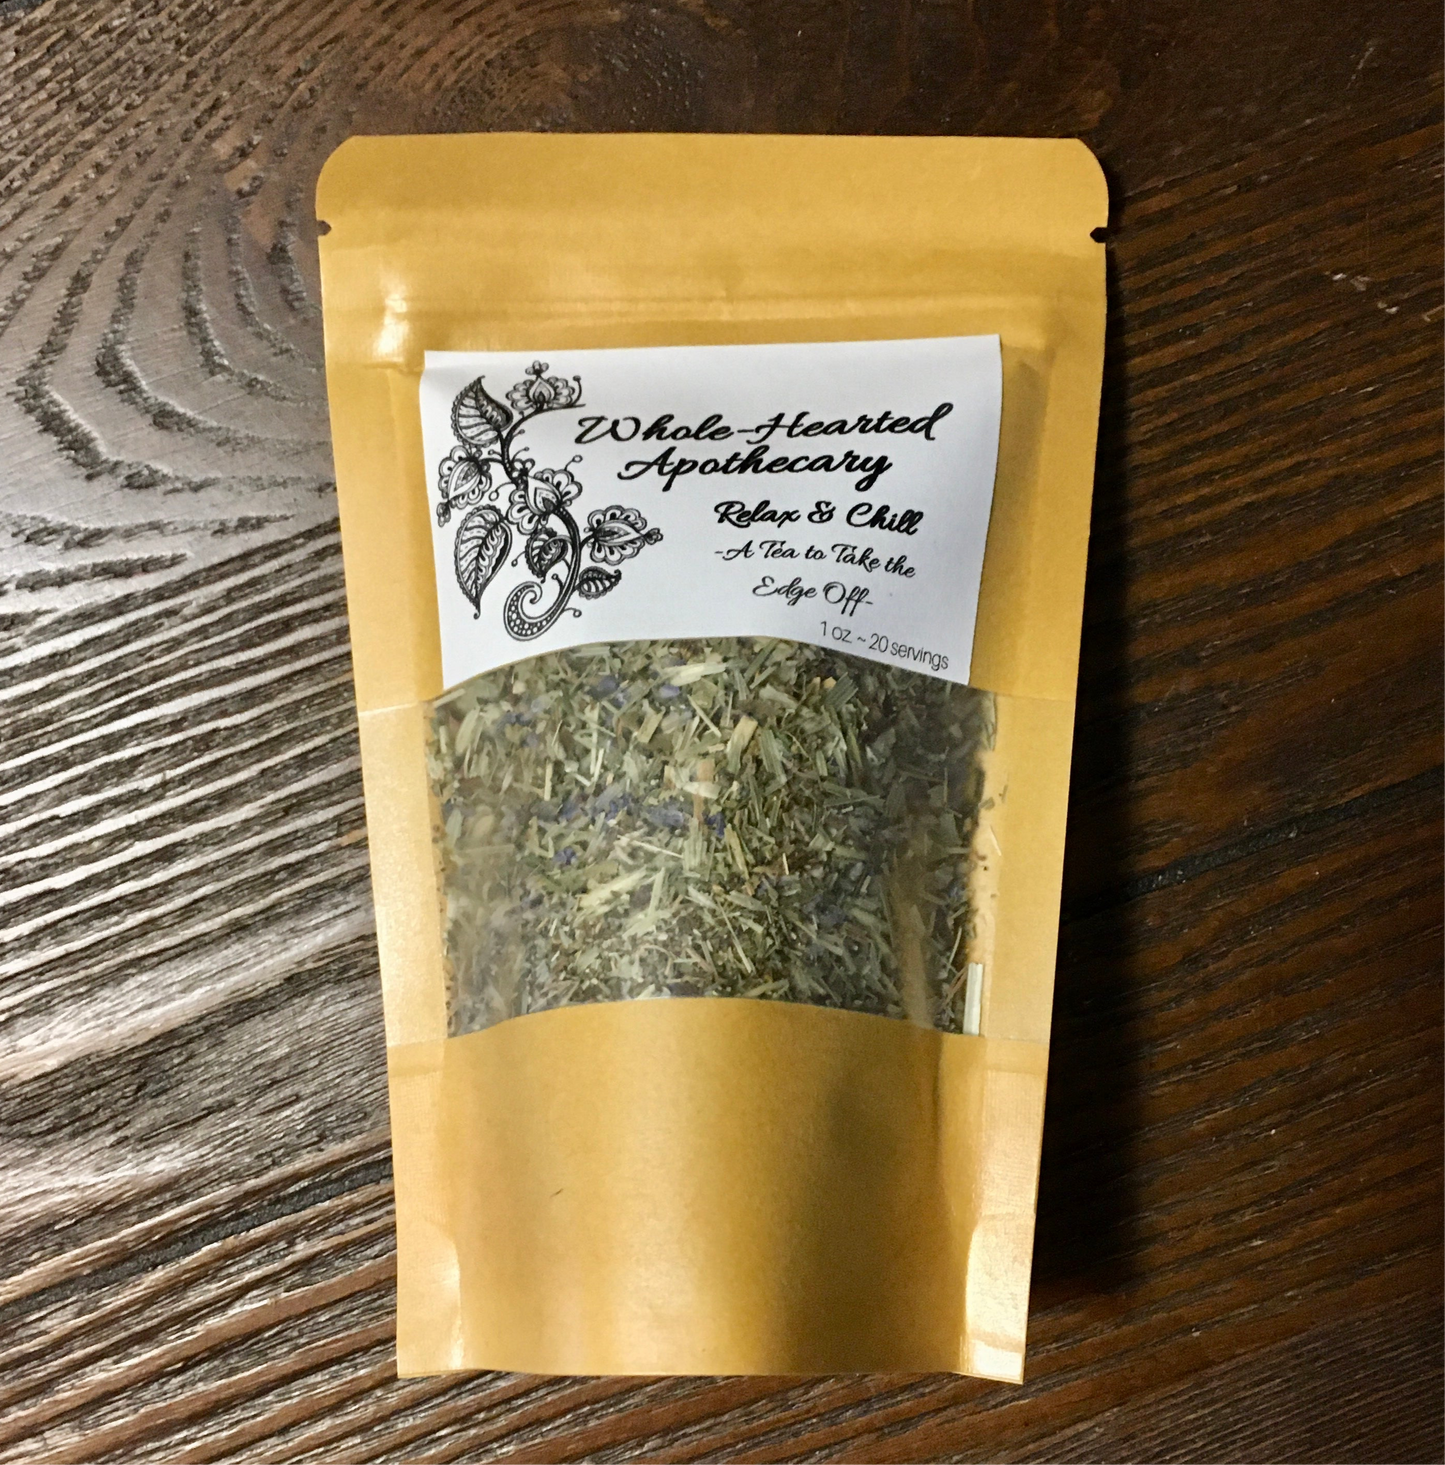 Whole-Hearted
Apothecary
Relax & Chill
-A Tea to Take the
Edge Off-
1 oz ~ 20 servings